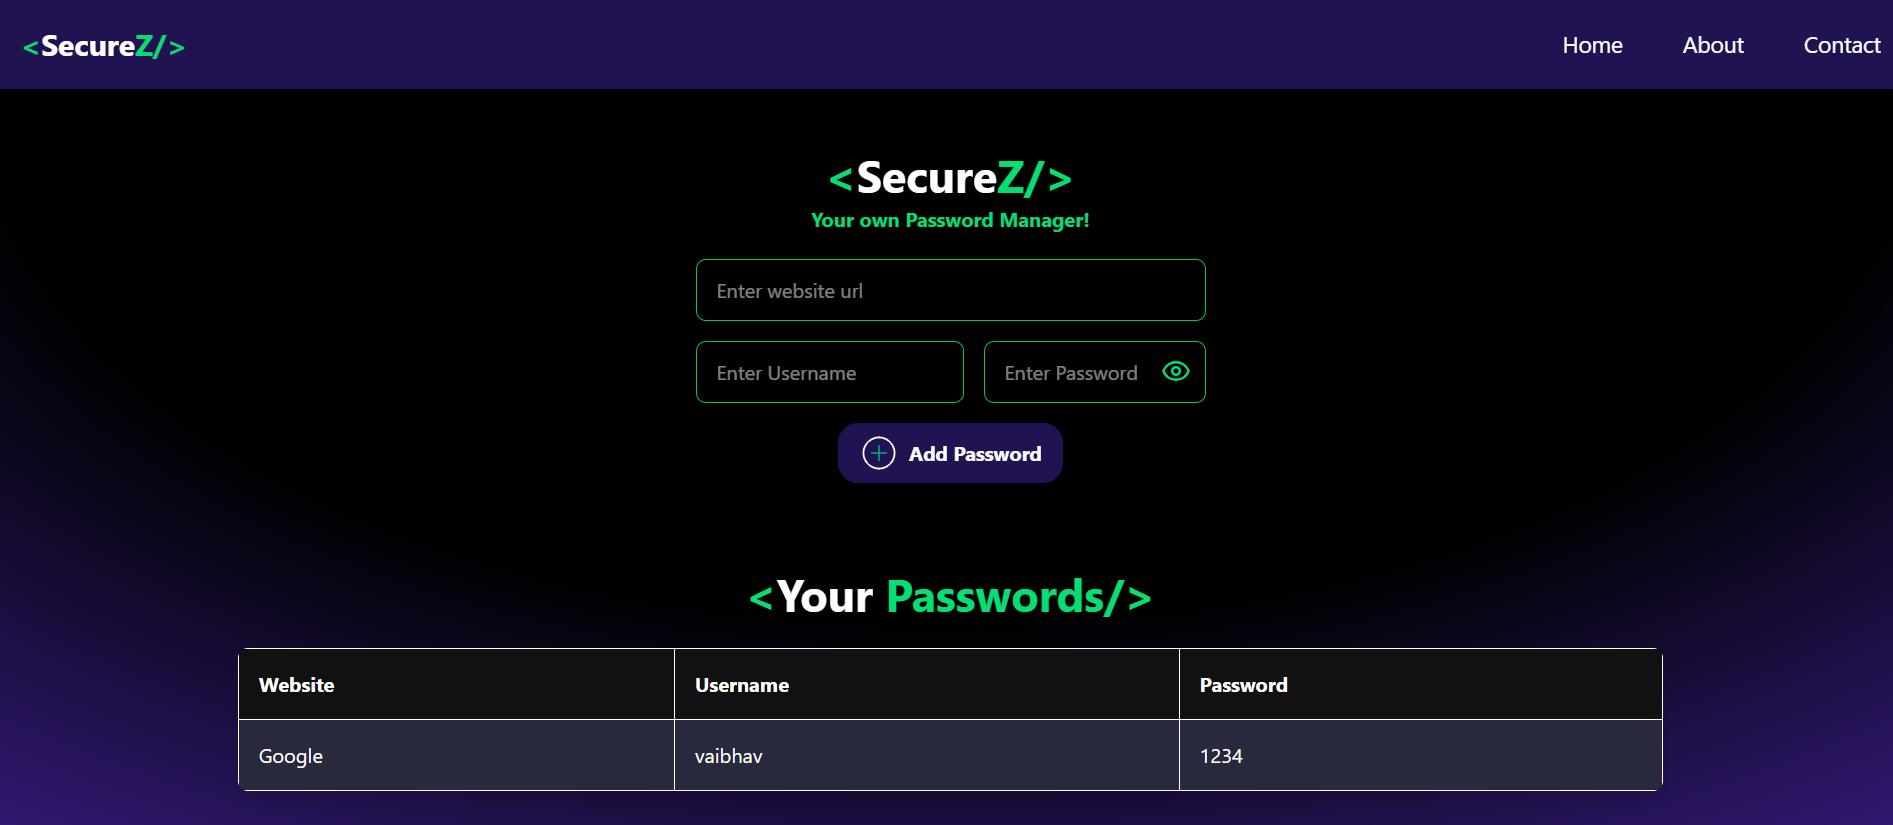 <SecureZ/> Home About Contact
<SecureZ/>
Your own Password Manager!
Enter website url
Enter Username Enter Password
Add Password
<Your Passwords/>
Website Username Password
Google vaibhav 1234